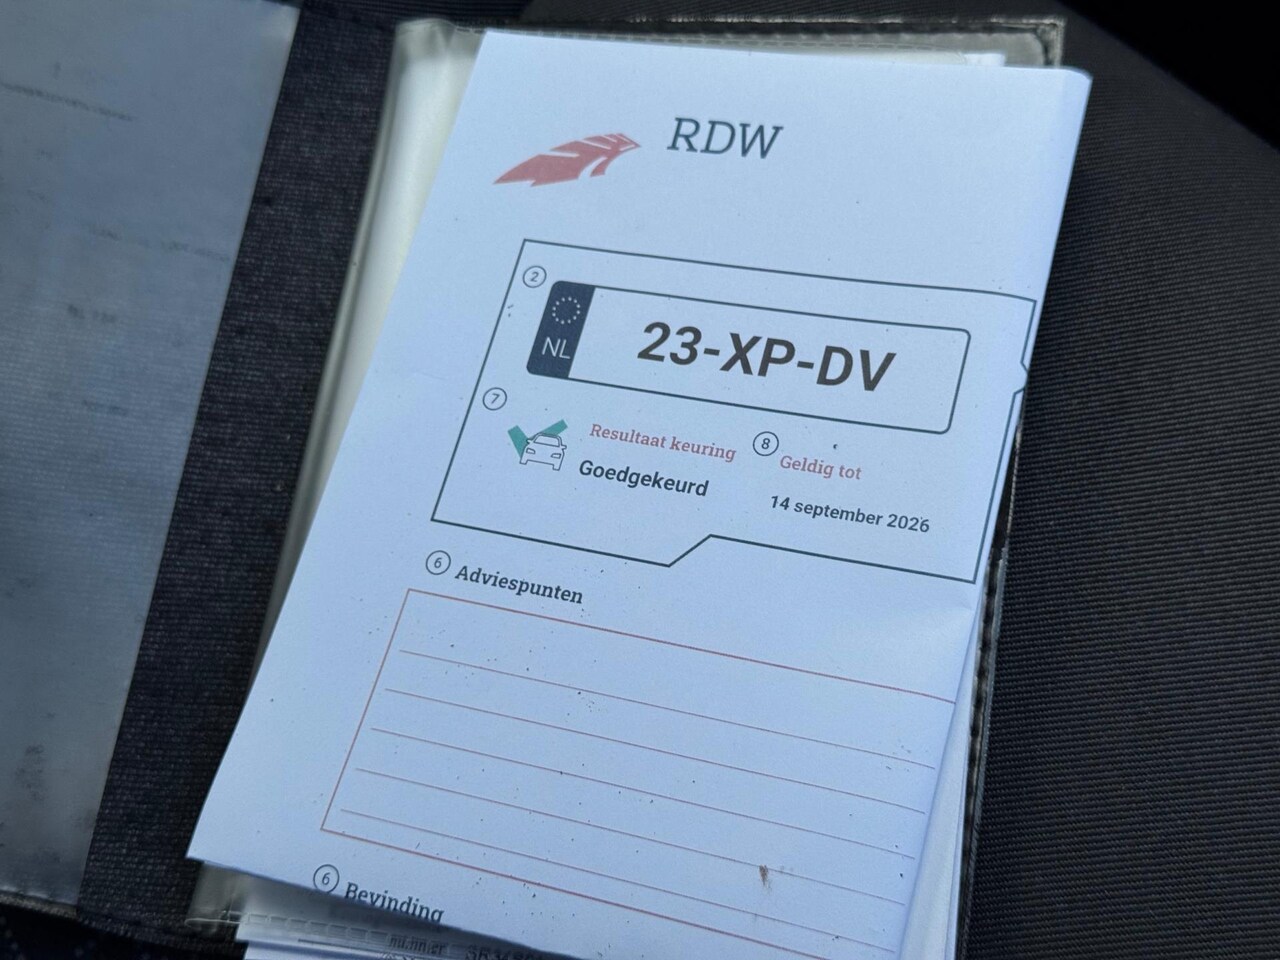 RDW
2
NL
23-XP-DV
7
Resultaat keuring
Goedgekeurd
8
Geldig tot
14 september 2026
6 Adviespunten
6 Bevinding